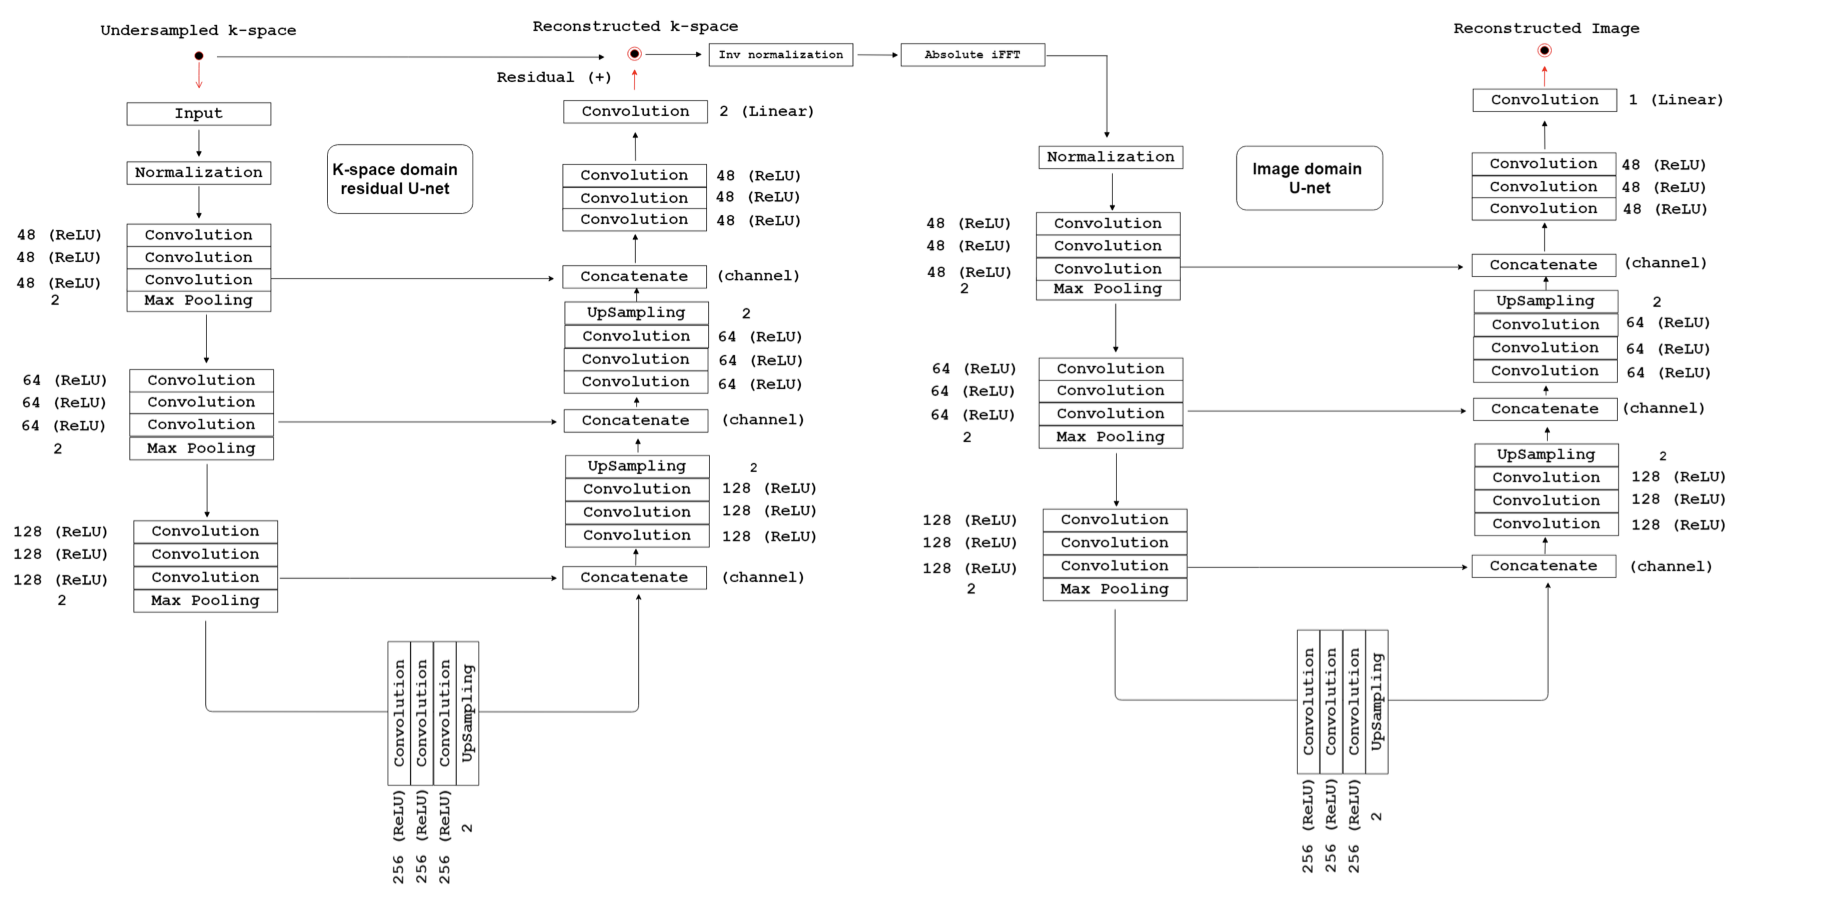 Undersampled k-space
Input
Normalization
K-space domain
residual U-net
48 (ReLU) Convolution
48 (ReLU) Convolution
48 (ReLU) Convolution
2 Max Pooling
64 (ReLU) Convolution
64 (ReLU) Convolution
64 (ReLU) Convolution
2 Max Pooling
128 (ReLU) Convolution
128 (ReLU) Convolution
128 (ReLU) Convolution
2 Max Pooling
Convolution
Convolution
Convolution
UpSampling
256 (ReLU)
256 (ReLU)
256 (ReLU)
2
Reconstructed k-space
Residual (+)
Convolution 2 (Linear)
Convolution 48 (ReLU)
Convolution 48 (ReLU)
Convolution 48 (ReLU)
Concatenate (channel)
UpSampling 2
Convolution 64 (ReLU)
Convolution 64 (ReLU)
Convolution 64 (ReLU)
Concatenate (channel)
UpSampling 2
Convolution 128 (ReLU)
Convolution 128 (ReLU)
Convolution 128 (ReLU)
Concatenate (channel)
Inv normalization
Absolute iFFT
Normalization
Image domain
U-net
48 (ReLU) Convolution
48 (ReLU) Convolution
48 (ReLU) Convolution
2 Max Pooling
64 (ReLU) Convolution
64 (ReLU) Convolution
64 (ReLU) Convolution
2 Max Pooling
128 (ReLU) Convolution
128 (ReLU) Convolution
128 (ReLU) Convolution
2 Max Pooling
Convolution
Convolution
Convolution
UpSampling
256 (ReLU)
256 (ReLU)
256 (ReLU)
2
Reconstructed Image
Convolution 1 (Linear)
Convolution 48 (ReLU)
Convolution 48 (ReLU)
Convolution 48 (ReLU)
Concatenate (channel)
UpSampling 2
Convolution 64 (ReLU)
Convolution 64 (ReLU)
Convolution 64 (ReLU)
Concatenate (channel)
UpSampling 2
Convolution 128 (ReLU)
Convolution 128 (ReLU)
Convolution 128 (ReLU)
Concatenate (channel)